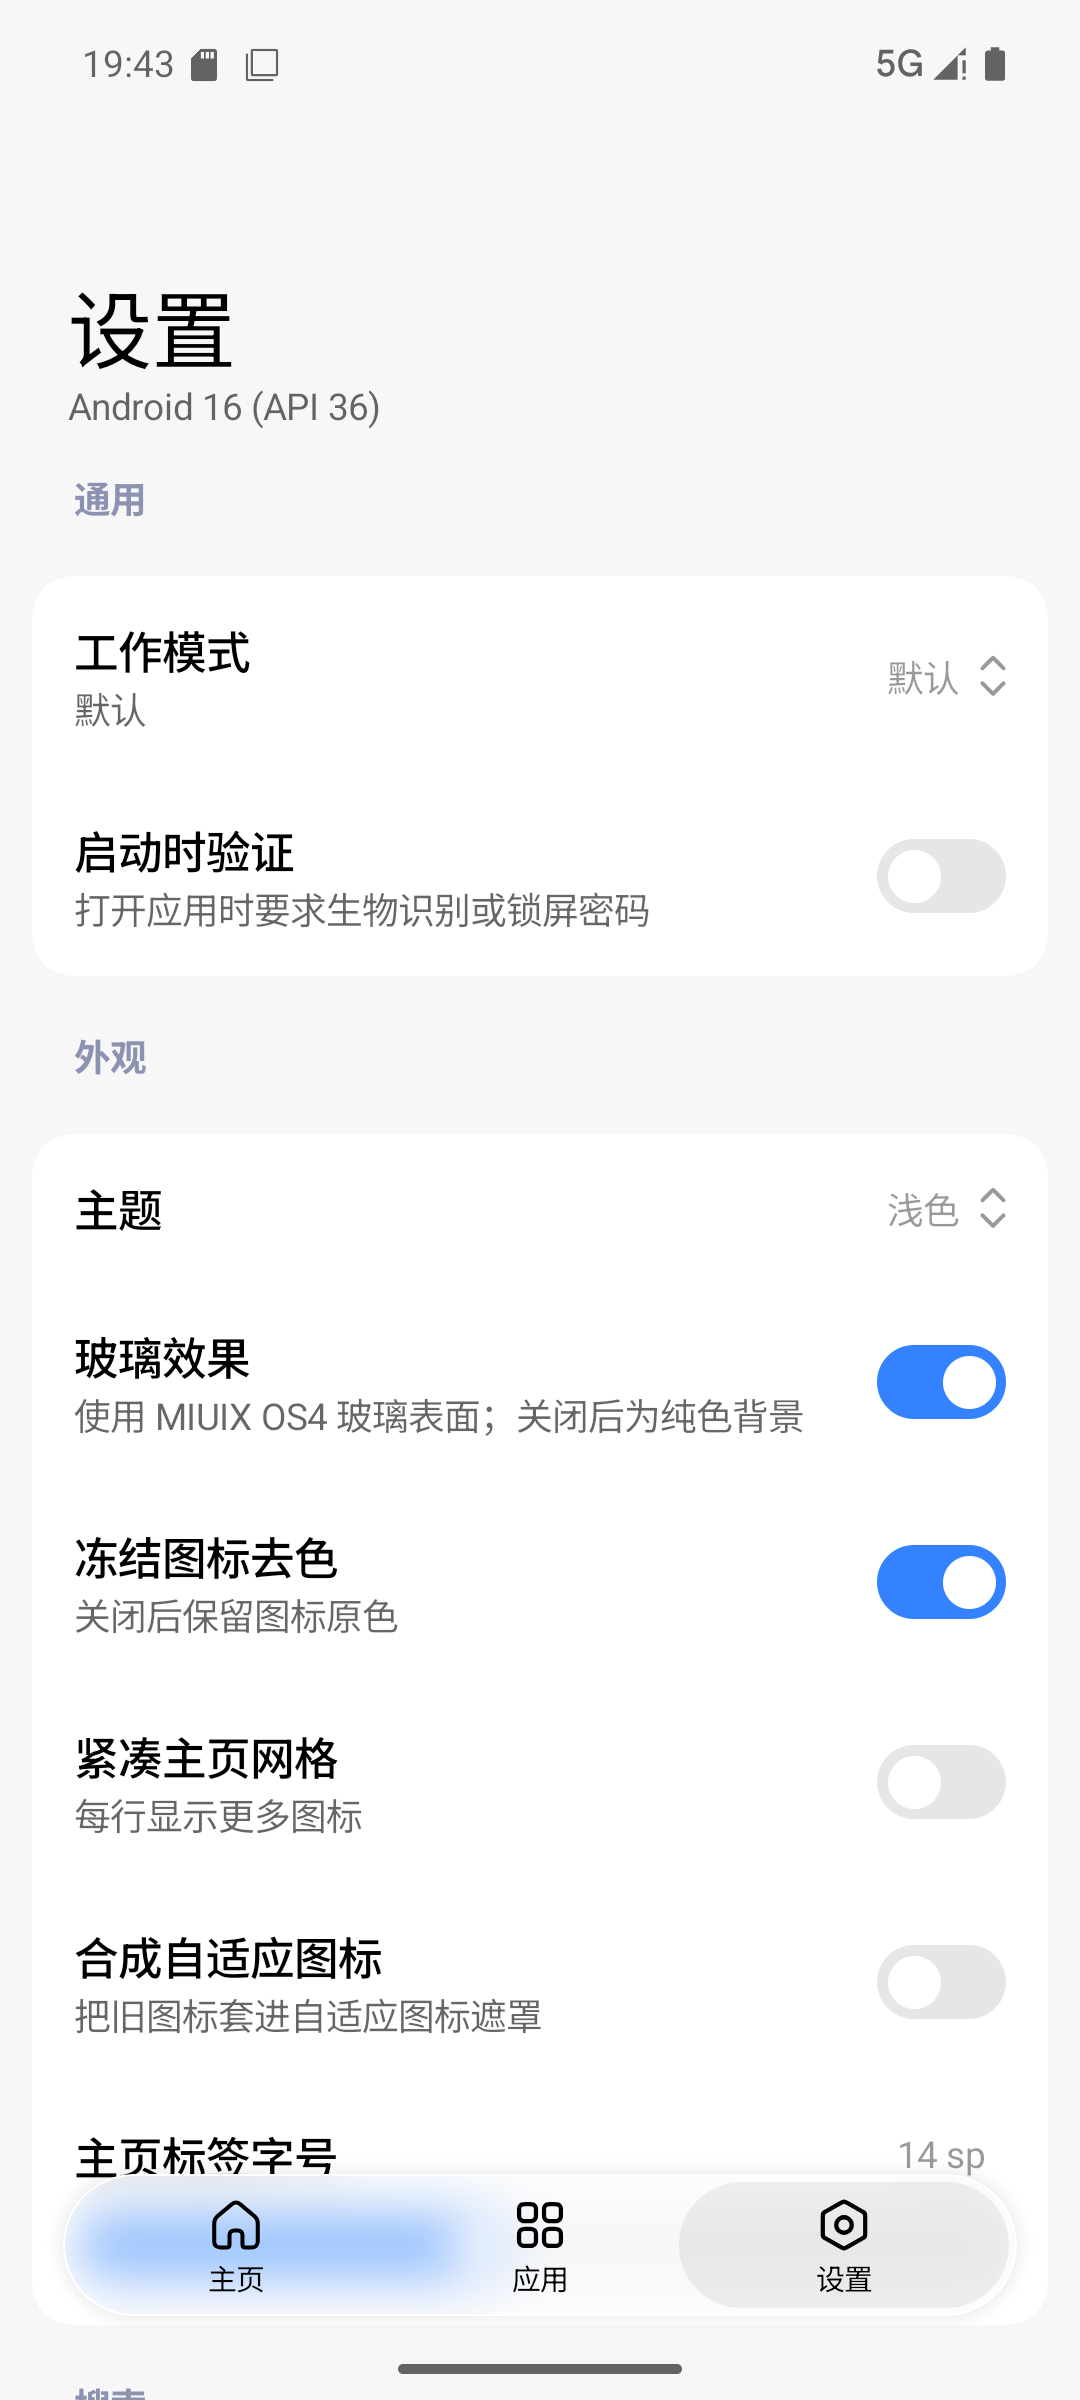 19:43
5G
设置
Android 16 (API 36)
通用
工作模式
默认
默认
启动时验证
打开应用时要求生物识别或锁屏密码
外观
主题
浅色
玻璃效果
使用 MIUIX OS4 玻璃表面；关闭后为纯色背景
冻结图标去色
关闭后保留图标原色
紧凑主页网格
每行显示更多图标
合成自适应图标
把旧图标套进自适应图标遮罩
主页标签字号
14 sp
主页
应用
设置